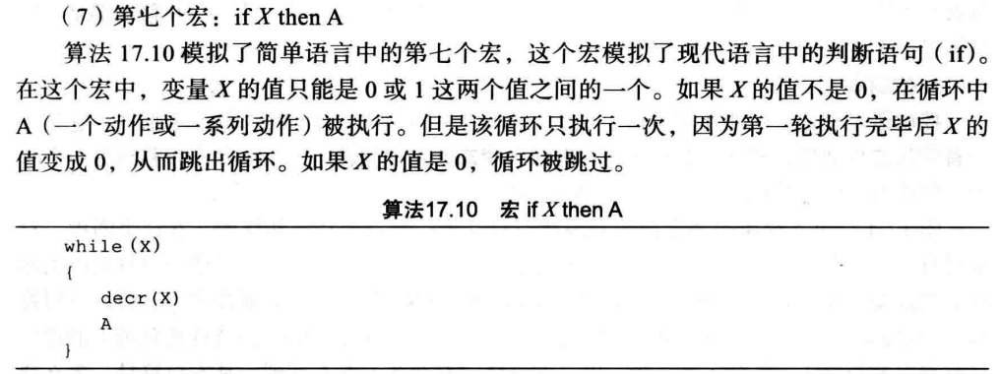 （7）第七个宏：if X then A
算法 17.10 模拟了简单语言中的第七个宏，这个宏模拟了现代语言中的判断语句（if）。
在这个宏中，变量 X 的值只能是 0 或 1 这两个值之间的一个。如果 X 的值不是 0，在循环中
A（一个动作或一系列动作）被执行。但是该循环只执行一次，因为第一轮执行完毕后 X 的
值变成 0，从而跳出循环。如果 X 的值是 0，循环被跳过。
算法17.10 宏 if X then A
while (X)
{
decr(X)
A
}